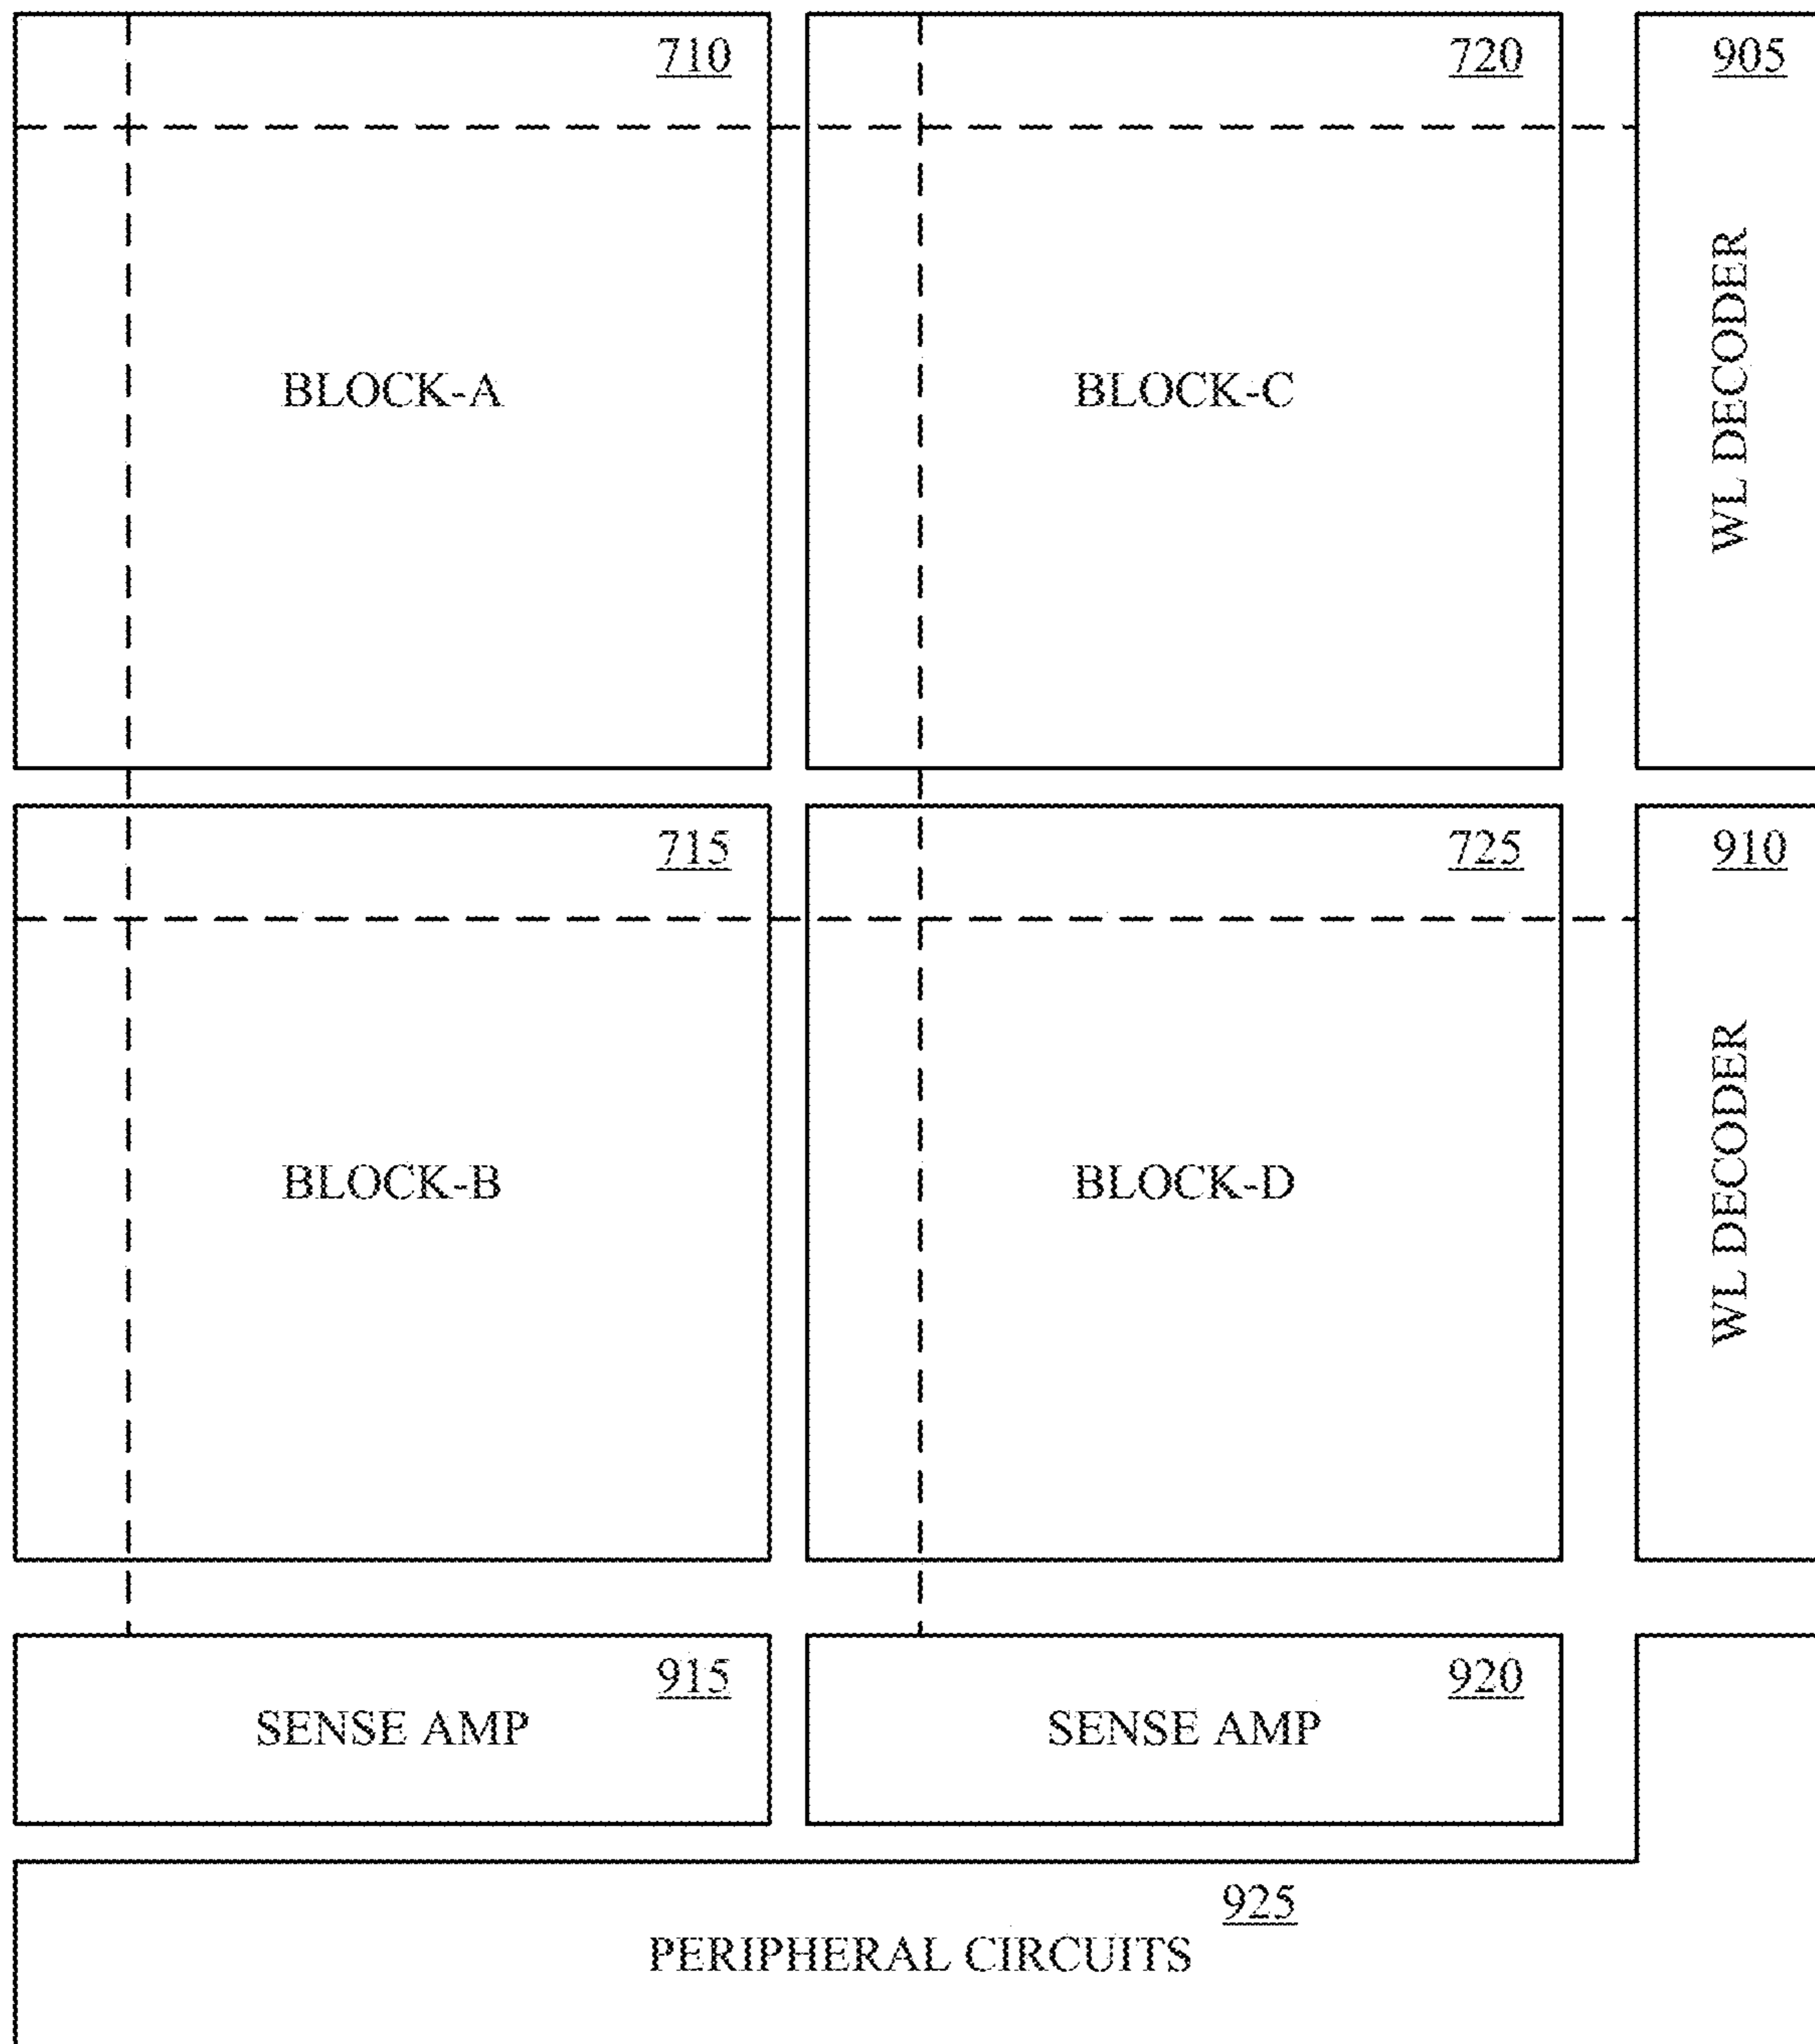 710
720
905
BLOCK-A
BLOCK-C
WL DECODER
715
725
910
BLOCK-B
BLOCK-D
WL DECODER
915
920
SENSE AMP
SENSE AMP
925
PERIPHERAL CIRCUITS